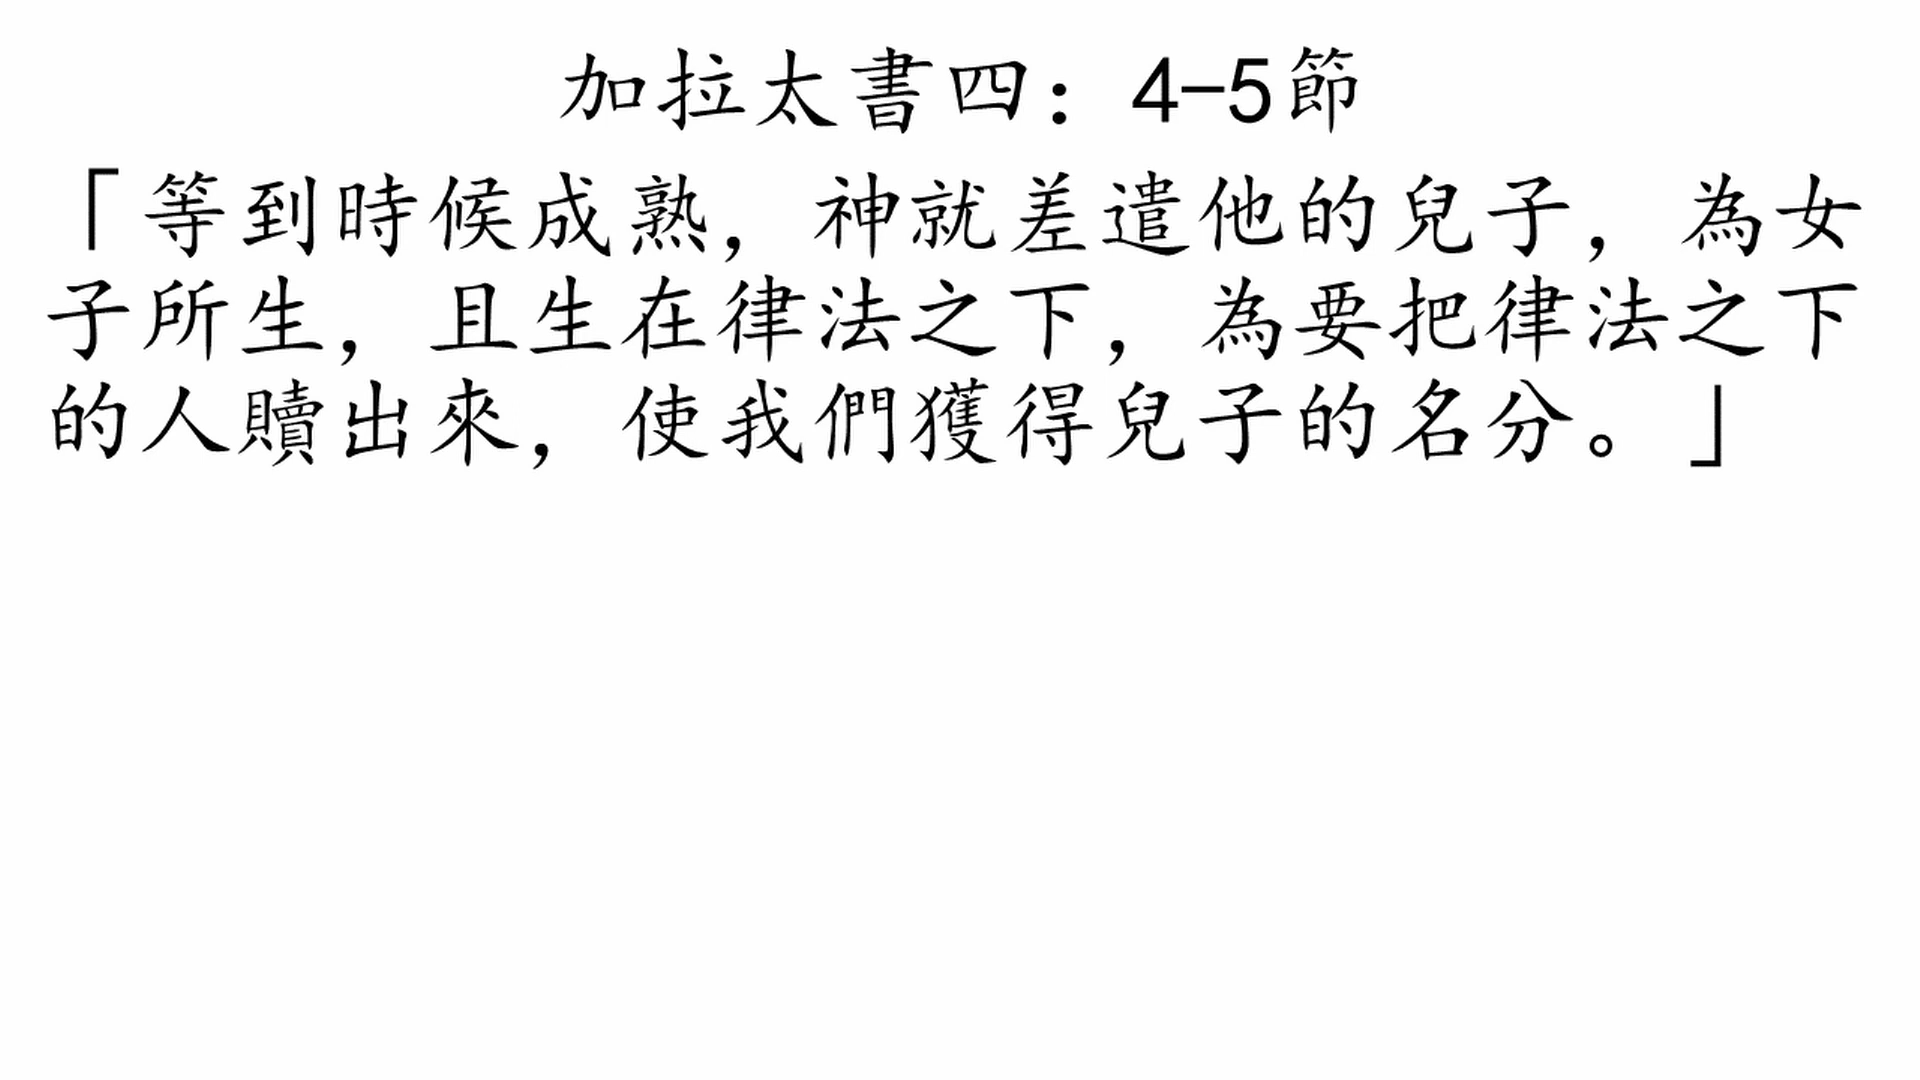 加拉太書四：4-5節
「等到時候成熟，神就差遣他的兒子，為女
子所生，且生在律法之下，為要把律法之下
的人贖出來，使我們獲得兒子的名分。」